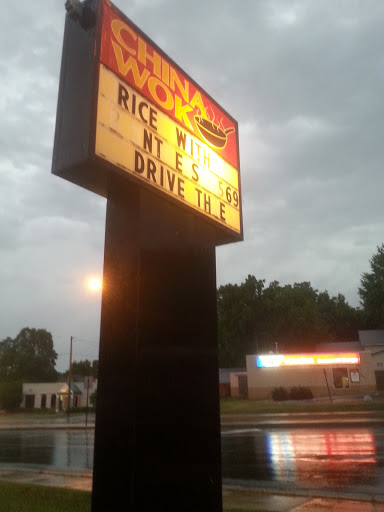 CHINA
WOK
RICE WITH
NT E S 569
DRIVE TH E